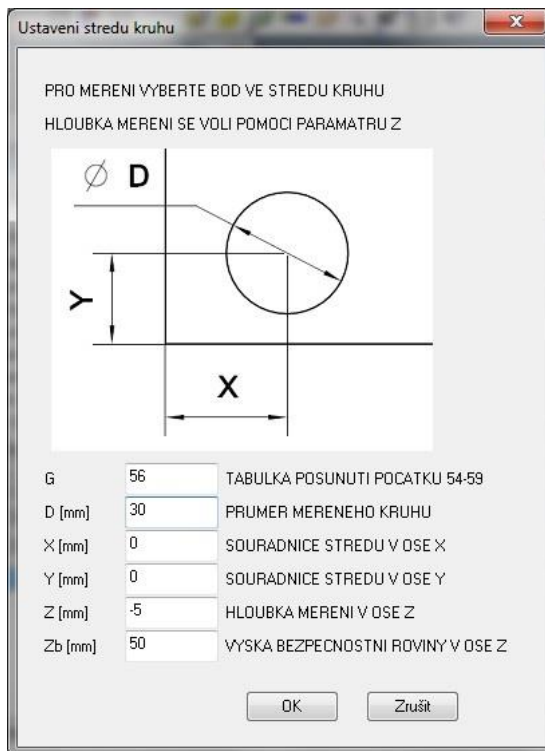 Ustaveni stredu kruhu
PRO MERENI VYBERTE BOD VE STREDU KRUHU
HLOUBKA MERENI SE VOLI POMOCI PARAMATRU Z
Ø D
Y
X
G 56 TABULKA POSUNUTI POCATKU 54-59
D [mm] 30 PRUMER MERENEHO KRUHU
X [mm] 0 SOURADNICE STREDU V OSE X
Y [mm] 0 SOURADNICE STREDU V OSE Y
Z [mm] -5 HLOUBKA MERENI V OSE Z
Zb [mm] 50 VYSKA BEZPECNOSTNI ROVINY V OSE Z
OK Zrušit